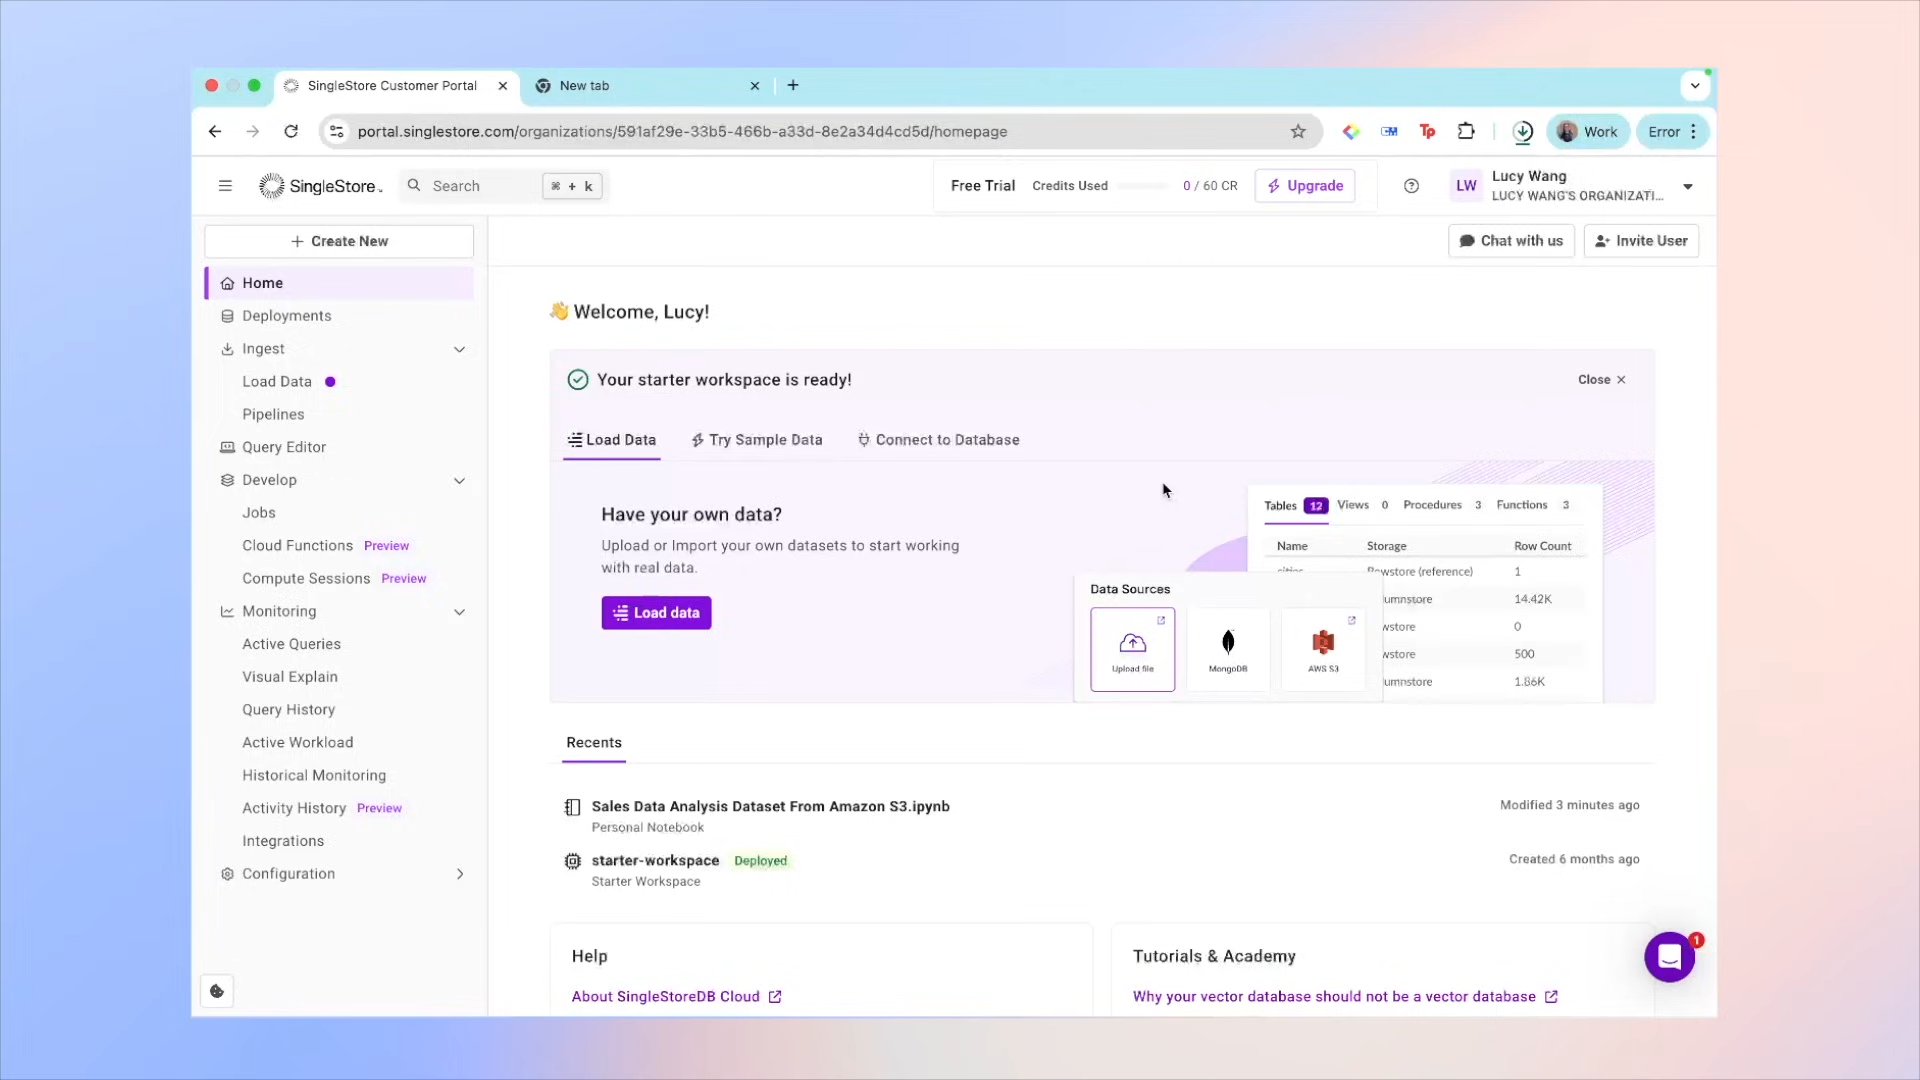 SingleStore Customer Portal
New tab
portal.singlestore.com/organizations/591af29e-33b5-466b-a33d-8e2a34d4cd5d/homepage
Work
Error
SingleStore
Search
⌘ + k
Free Trial
Credits Used
0 / 60 CR
Upgrade
LW
Lucy Wang
LUCY WANG'S ORGANIZATI...
Create New
Chat with us
Invite User
Home
Deployments
Ingest
Load Data
Pipelines
Query Editor
Develop
Jobs
Cloud Functions Preview
Compute Sessions Preview
Monitoring
Active Queries
Visual Explain
Query History
Active Workload
Historical Monitoring
Activity History Preview
Integrations
Configuration
👋 Welcome, Lucy!
Your starter workspace is ready!
Close
Load Data
Try Sample Data
Connect to Database
Have your own data?
Upload or Import your own datasets to start working
with real data.
Load data
Tables 12 Views 0 Procedures 3 Functions 3
Name Storage Row Count
Rowstore (reference) 1
14.42K
0
500
1.86K
Data Sources
Upload file
MongoDB
AWS S3
Recents
Sales Data Analysis Dataset From Amazon S3.ipynb
Modified 3 minutes ago
Personal Notebook
starter-workspace Deployed
Created 6 months ago
Starter Workspace
Help
About SingleStoreDB Cloud
Tutorials & Academy
Why your vector database should not be a vector database
1